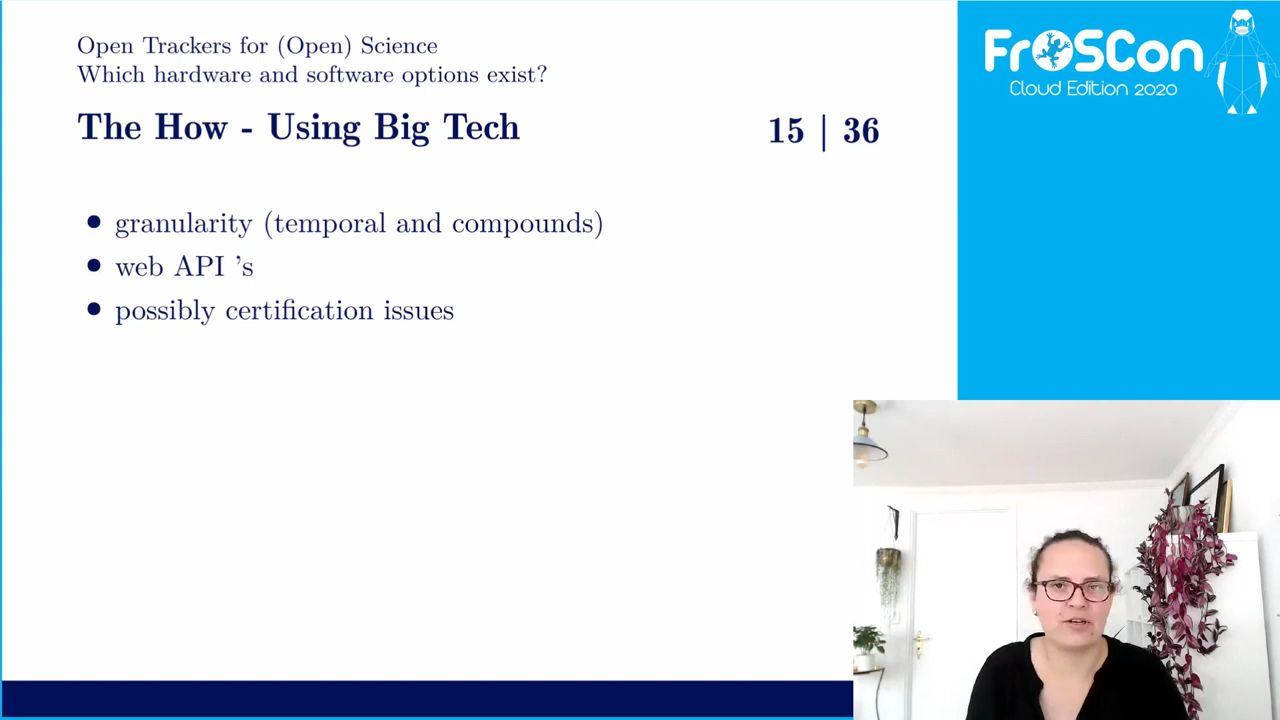 Open Trackers for (Open) Science
Which hardware and software options exist?
The How - Using Big Tech
15 | 36
• granularity (temporal and compounds)
• web API 's
• possibly certification issues
FrOSCon
Cloud Edition 2020